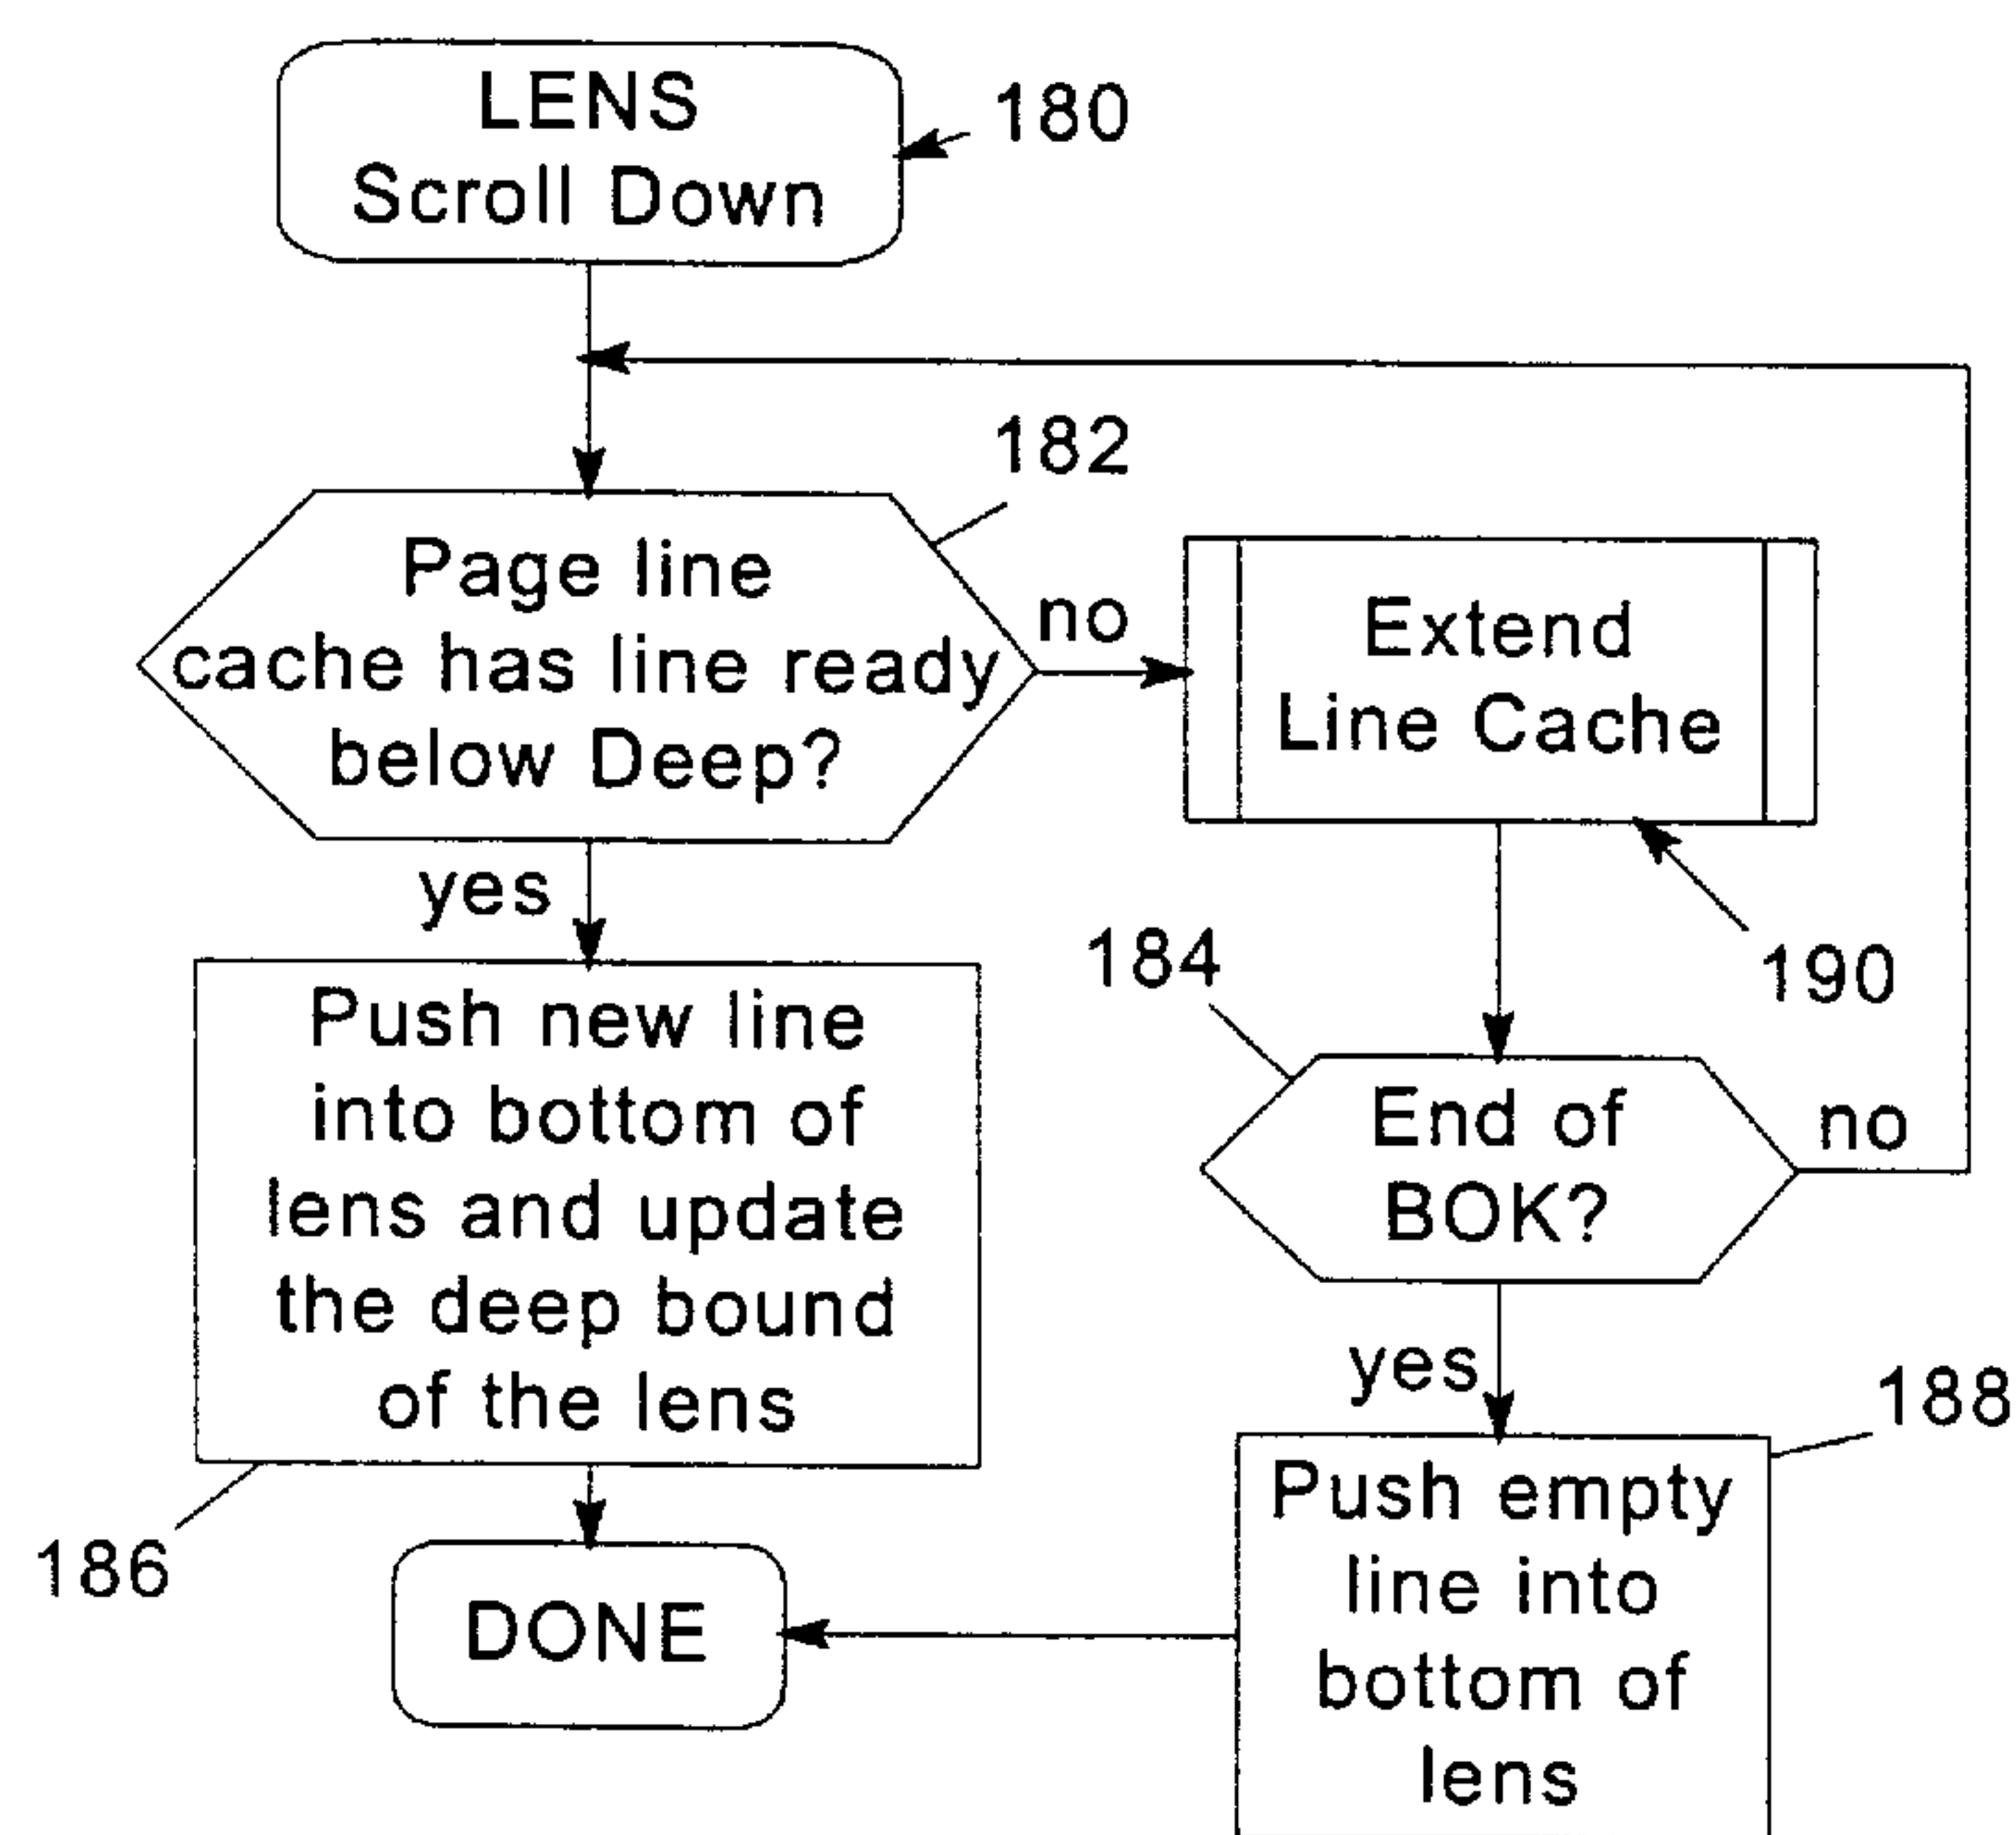 LENS
Scroll Down
180
182
Page line
cache has line ready
below Deep?
no
Extend
Line Cache
190
yes
184
End of
BOK?
no
Push new line
into bottom of
lens and update
the deep bound
of the lens
186
yes
188
Push empty
line into
bottom of
lens
DONE